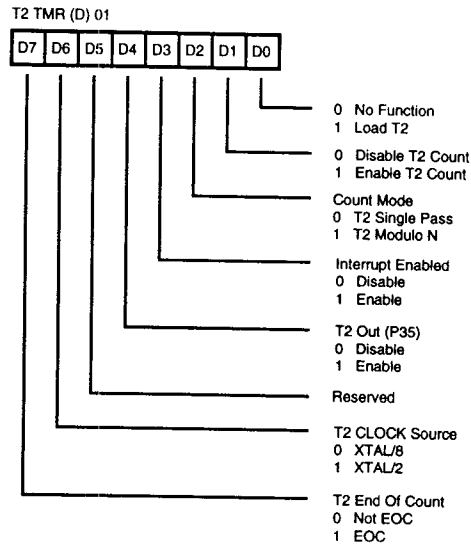 T2 TMR (D) 01
D7 D6 D5 D4 D3 D2 D1 D0
0 No Function
1 Load T2
0 Disable T2 Count
1 Enable T2 Count
Count Mode
0 T2 Single Pass
1 T2 Modulo N
Interrupt Enabled
0 Disable
1 Enable
T2 Out (P35)
0 Disable
1 Enable
Reserved
T2 CLOCK Source
0 XTAL/8
1 XTAL/2
T2 End Of Count
0 Not EOC
1 EOC